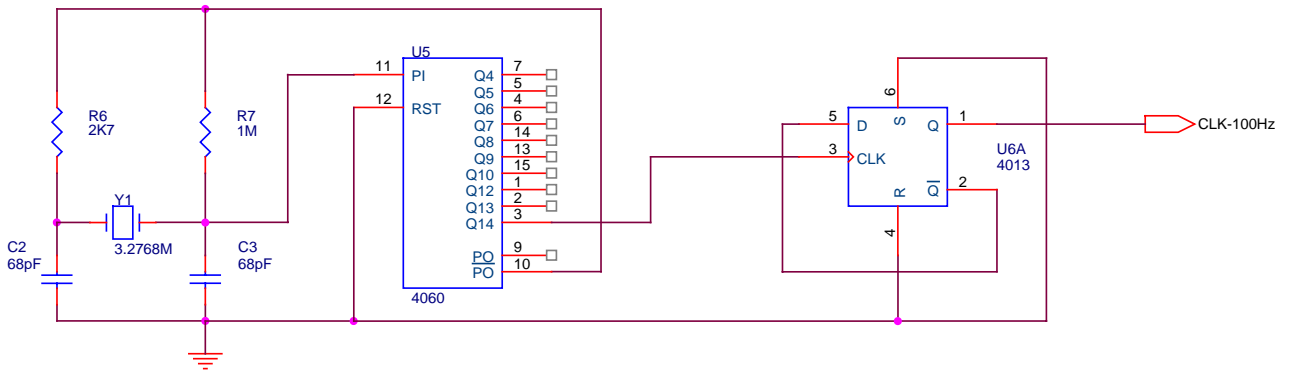 R6
2K7
R7
1M
Y1
3.2768M
C2
68pF
C3
68pF
U5
11 PI
12 RST
Q4 7
Q5 5
Q6 4
Q7 6
Q8 14
Q9 13
Q10 15
Q12 1
Q13 2
Q14 3
PO 9
PO 10
4060
6
S
5 D
3 CLK
Q 1
Q 2
R
4
U6A
4013
CLK-100Hz